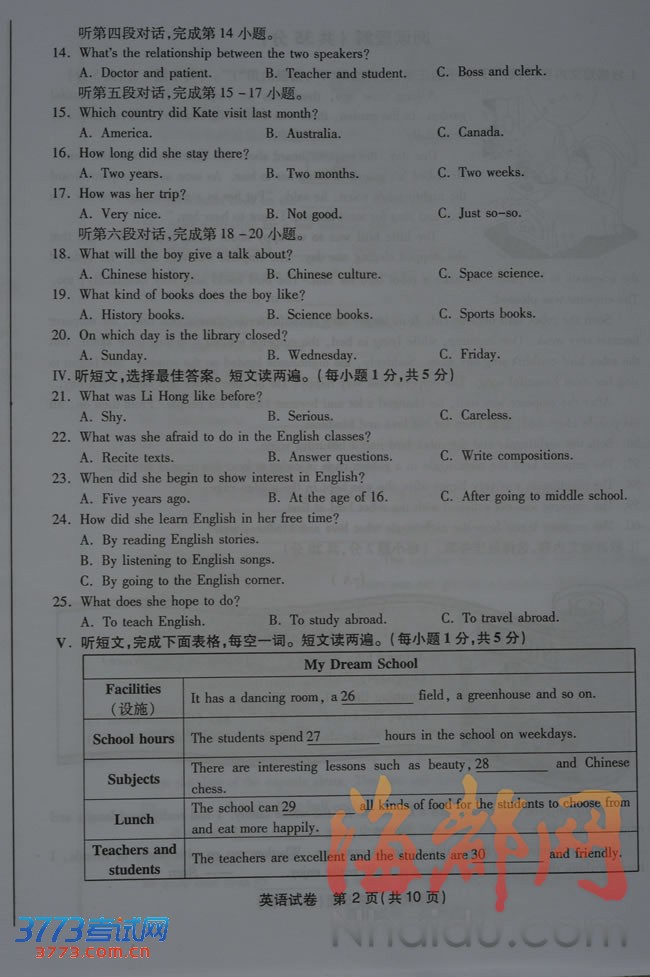 听第四段对话,完成第 14 小题。
14. What's the relationship between the two speakers?
A. Doctor and patient. B. Teacher and student. C. Boss and clerk.
听第五段对话,完成第 15 -17 小题。
15. Which country did Kate visit last month?
A. America. B. Australia. C. Canada.
16. How long did she stay there?
A. Two years. B. Two months. C. Two weeks.
17. How was her trip?
A. Very nice. B. Not good. C. Just so-so.
听第六段对话,完成第 18 -20 小题。
18. What will the boy give a talk about?
A. Chinese history. B. Chinese culture. C. Space science.
19. What kind of books does the boy like?
A. History books. B. Science books. C. Sports books.
20. On which day is the library closed?
A. Sunday. B. Wednesday. C. Friday.
IV. 听短文,选择最佳答案。短文读两遍。(每小题 1 分,共 5 分)
21. What was Li Hong like before?
A. Shy. B. Serious. C. Careless.
22. What was she afraid to do in the English classes?
A. Recite texts. B. Answer questions. C. Write compositions.
23. When did she begin to show interest in English?
A. Five years ago. B. At the age of 16. C. After going to middle school.
24. How did she learn English in her free time?
A. By reading English stories.
B. By listening to English songs.
C. By going to the English corner.
25. What does she hope to do?
A. To teach English. B. To study abroad. C. To travel abroad.
V. 听短文,完成下面表格,每空一词。短文读两遍。(每小题 1 分,共 5 分)
My Dream School
Facilities
(设施)
It has a dancing room, a 26 ________ field, a greenhouse and so on.
School hours The students spend 27 ________ hours in the school on weekdays.
Subjects
There are interesting lessons such as beauty, 28 ________ and Chinese
chess.
Lunch
The school can 29 ________ all kinds of food for the students to choose from
and eat more happily.
Teachers and
students
The teachers are excellent and the students are 30 ________ and friendly.
英语试卷 第 2 页(共 10 页)
3773考试网
3773.com.cn
海都网
Nhaidu.com